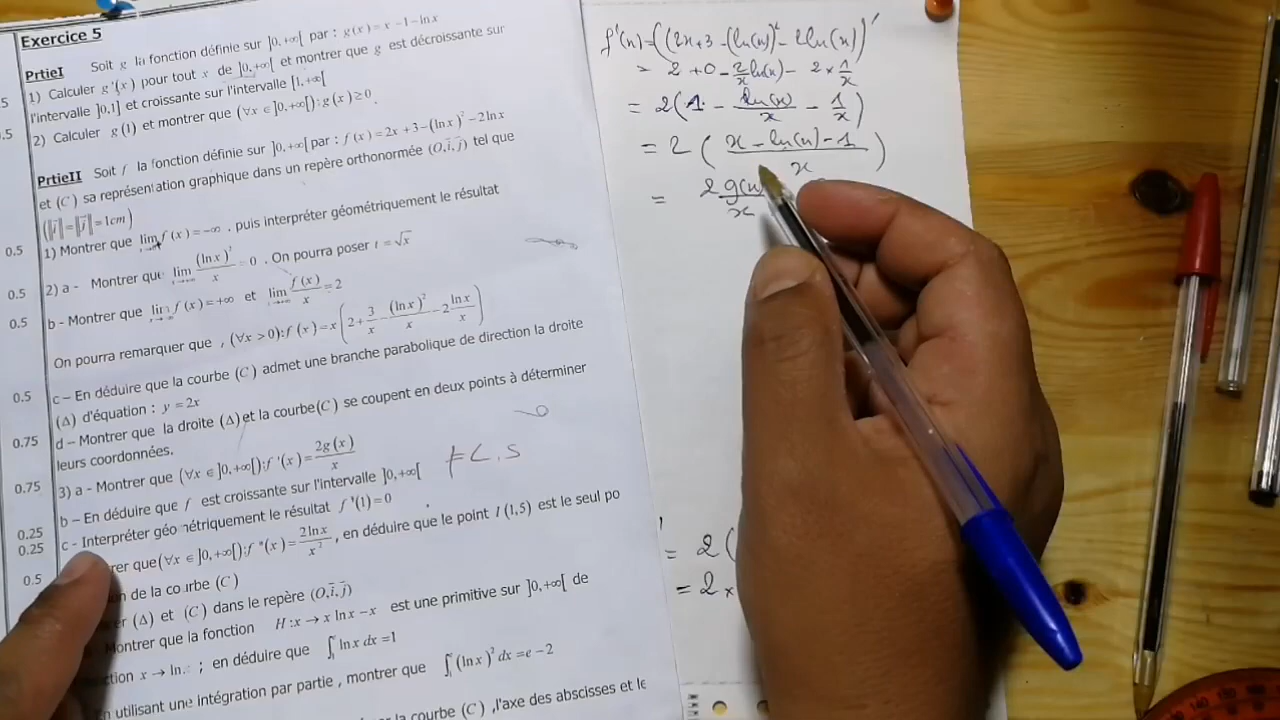 Exercice 5
PrtieI Soit g la fonction définie sur ]0,+∞[ par : g(x) = x -1- ln x
5 1) Calculer g'(x) pour tout x de ]0,+∞[ et montrer que g est décroissante sur
l'intervalle ]0,1] et croissante sur l'intervalle [1,+∞[
0.5 2) Calculer g(1) et montrer que (∀x ∈ ]0,+∞[): g(x) ≥ 0
PrtieII Soit f la fonction définie sur ]0,+∞[ par : f(x) = 2x + 3 - (ln x)² - 2 ln x
et (C) sa représentation graphique dans un repère orthonormée (O,i,j) tel que
(‖i‖ = ‖j‖ = 1cm)
0.5 1) Montrer que lim f(x) = -∞ , puis interpréter géométriquement le résultat
0.5 2) a - Montrer que lim (ln x)²/x = 0 . On pourra poser t = √x
0.5 b - Montrer que lim f(x) = +∞ et lim f(x)/x = 2
On pourra remarquer que , (∀x > 0): f(x) = x(2 + 3/x - (ln x)²/x - 2 ln x/x)
0.5 c – En déduire que la courbe (C) admet une branche parabolique de direction la droite
(Δ) d'équation : y = 2x
0.75 d – Montrer que la droite (Δ) et la courbe (C) se coupent en deux points à déterminer
leurs coordonnées.
0.75 3) a - Montrer que (∀x ∈ ]0,+∞[): f'(x) = 2g(x)/x
0.25 b – En déduire que f est croissante sur l'intervalle ]0,+∞[ + C.S
0.25 c - Interpréter géométriquement le résultat f'(1) = 0
0.5 rer que (∀x ∈ ]0,+∞[): f''(x) = 2 ln x/x² , en déduire que le point I(1,5) est le seul po
n de la courbe (C)
er (Δ) et (C) dans le repère (O,i,j)
Montrer que la fonction H : x → x ln x - x est une primitive sur ]0,+∞[ de
nction x → ln ; en déduire que ∫ ln x dx = 1
En utilisant une intégration par partie , montrer que ∫ (ln x)² dx = e - 2
la courbe (C) ,l'axe des abscisses et le
f'(x) = ((2x+3 - (ln(x))² - 2ln(x))'
= 2 + 0 - 2/x ln(x) - 2 × 1/x
= 2(1 - ln(x)/x - 1/x)
= 2 ( x - ln(x) - 1 / x )
= 2 g(x) / x
= 2 (
= 2 ×